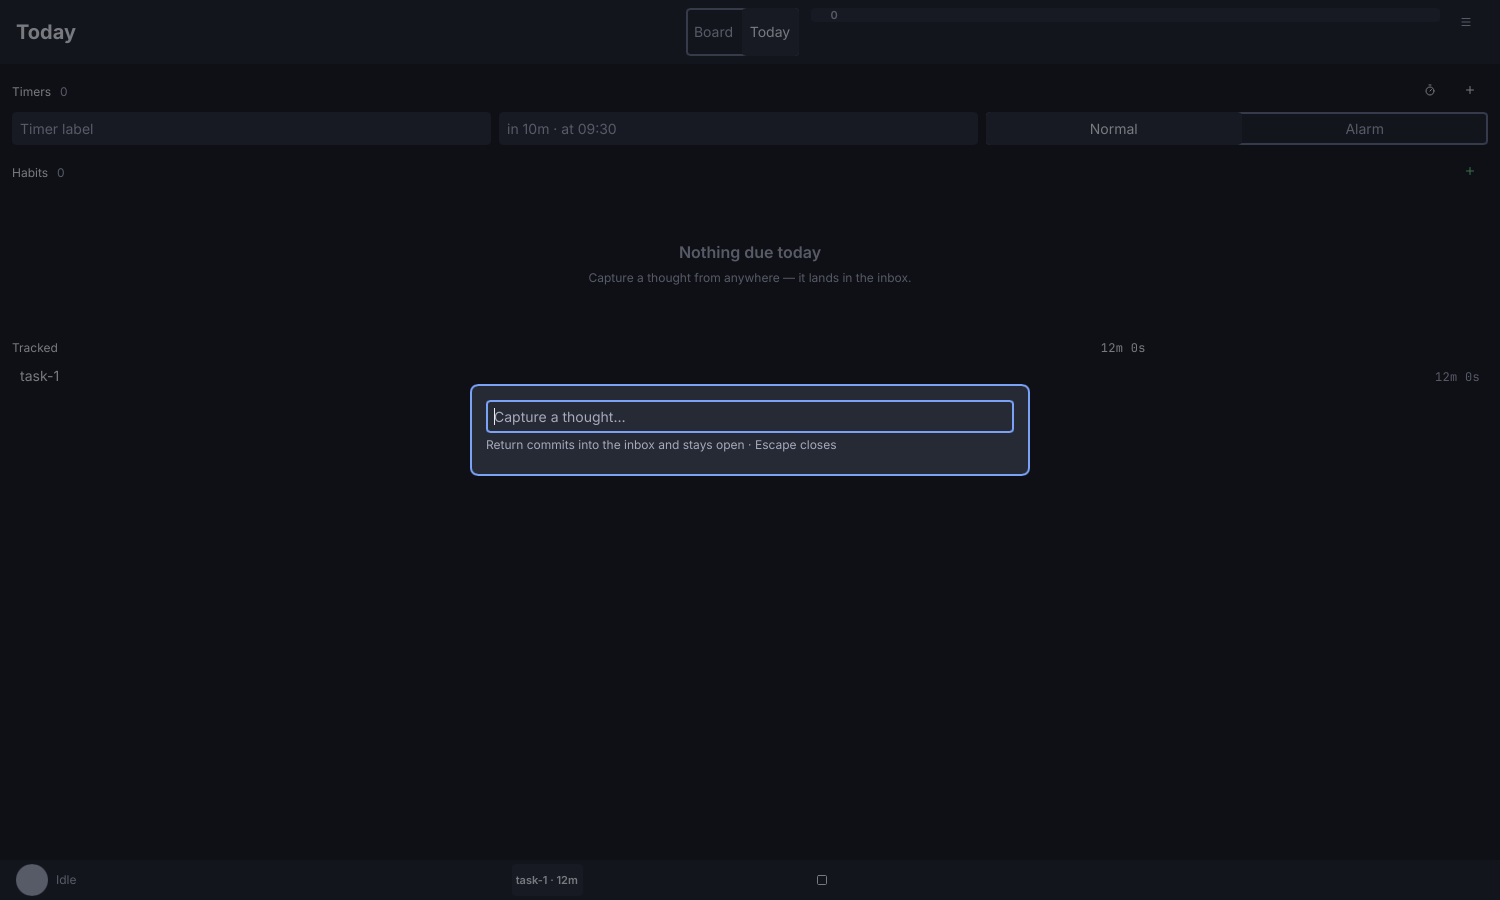 Today
Board
Today
0
Timers 0
Timer label
in 10m · at 09:30
Normal
Alarm
Habits 0
Nothing due today
Capture a thought from anywhere — it lands in the inbox.
Tracked
12m 0s
task-1
12m 0s
Capture a thought...
Return commits into the inbox and stays open · Escape closes
Idle
task-1 · 12m